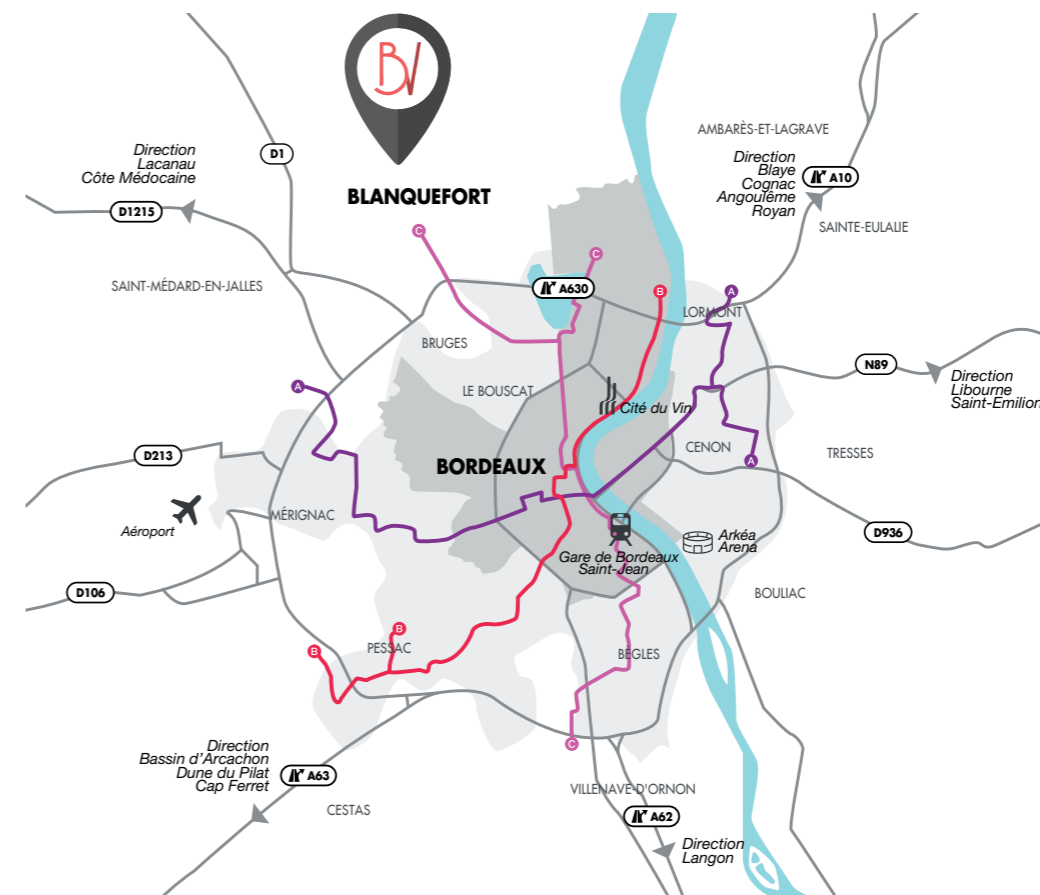 BV
AMBARÈS-ET-LAGRAVE
Direction
Lacanau
Côte Médocaine
D1
Direction
Blaye
Cognac
Angoulême
Royan
A10
BLANQUEFORT
D1215
SAINTE-EULALIE
C
C
SAINT-MÉDARD-EN-JALLES
A630
B
A
LORMONT
BRUGES
N89
Direction
Libourne
Saint-Emilion
A
LE BOUSCAT
Cité du Vin
CENON
TRESSES
D213
BORDEAUX
A
MÉRIGNAC
Aéroport
Gare de Bordeaux
Saint-Jean
Arkéa
Arena
D936
D106
BOULIAC
B
B
PESSAC
BÈGLES
C
Direction
Bassin d'Arcachon
Dune du Pilat
Cap Ferret
A63
CESTAS
VILLENAVE-D'ORNON
A62
Direction
Langon